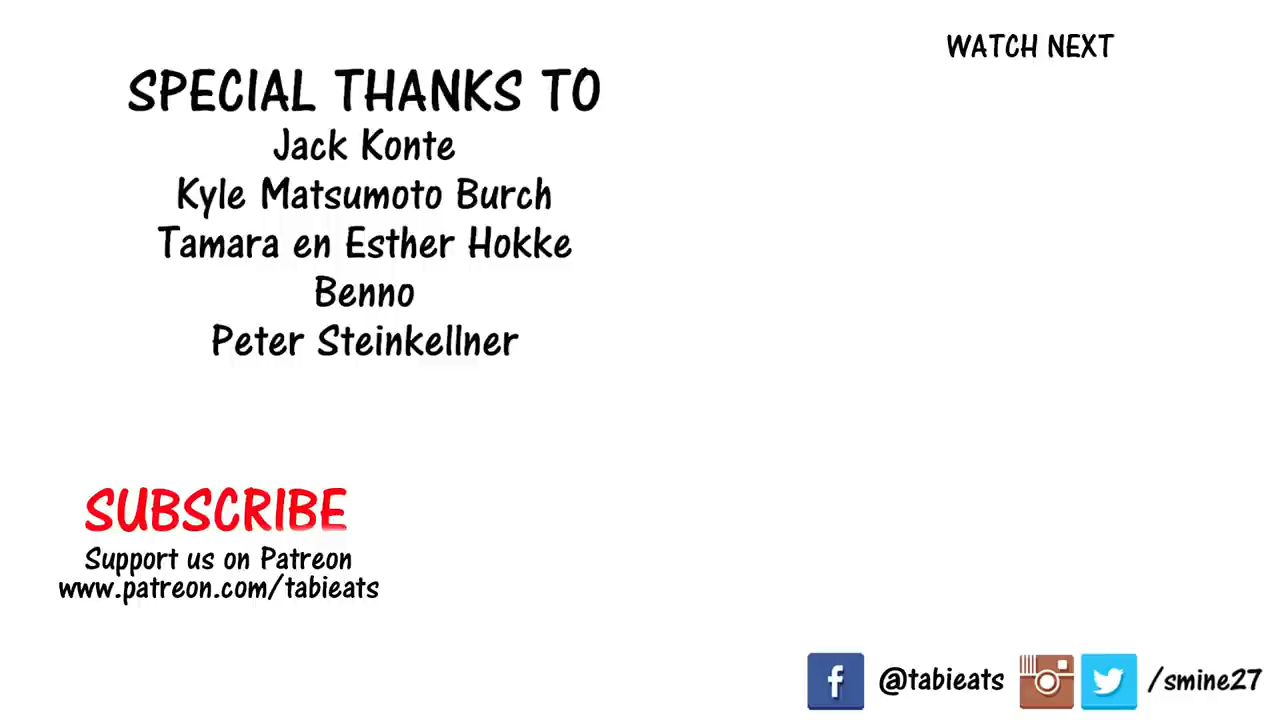 WATCH NEXT
SPECIAL THANKS TO
Jack Konte
Kyle Matsumoto Burch
Tamara en Esther Hokke
Benno
Peter Steinkellner
SUBSCRIBE
Support us on Patreon
www.patreon.com/tabieats
@tabieats
/smine27